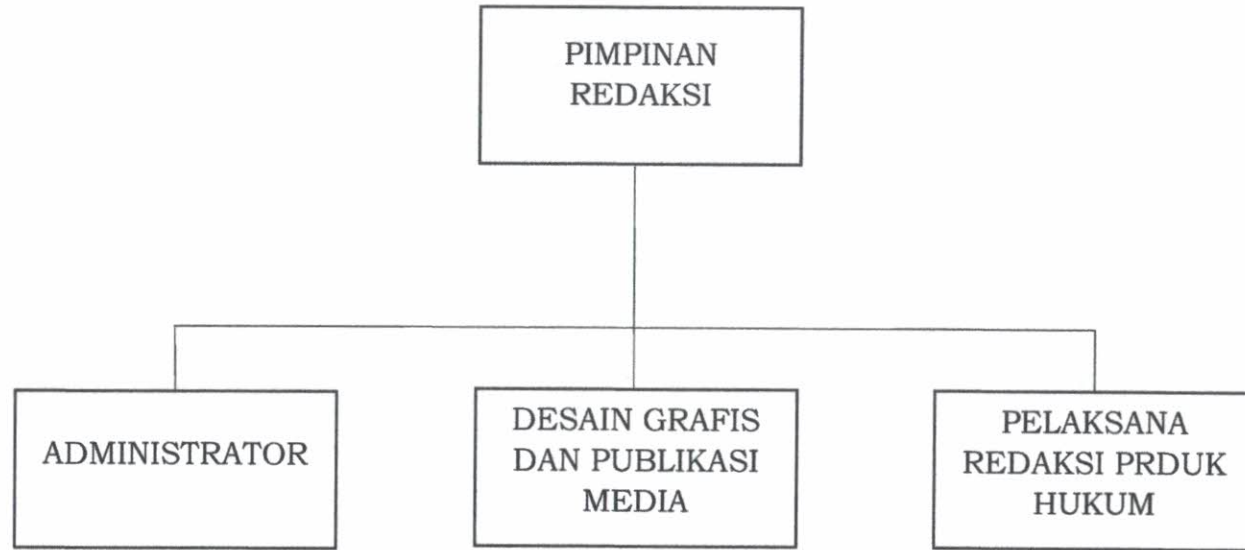 PIMPINAN
REDAKSI
ADMINISTRATOR
DESAIN GRAFIS
DAN PUBLIKASI
MEDIA
PELAKSANA
REDAKSI PRDUK
HUKUM